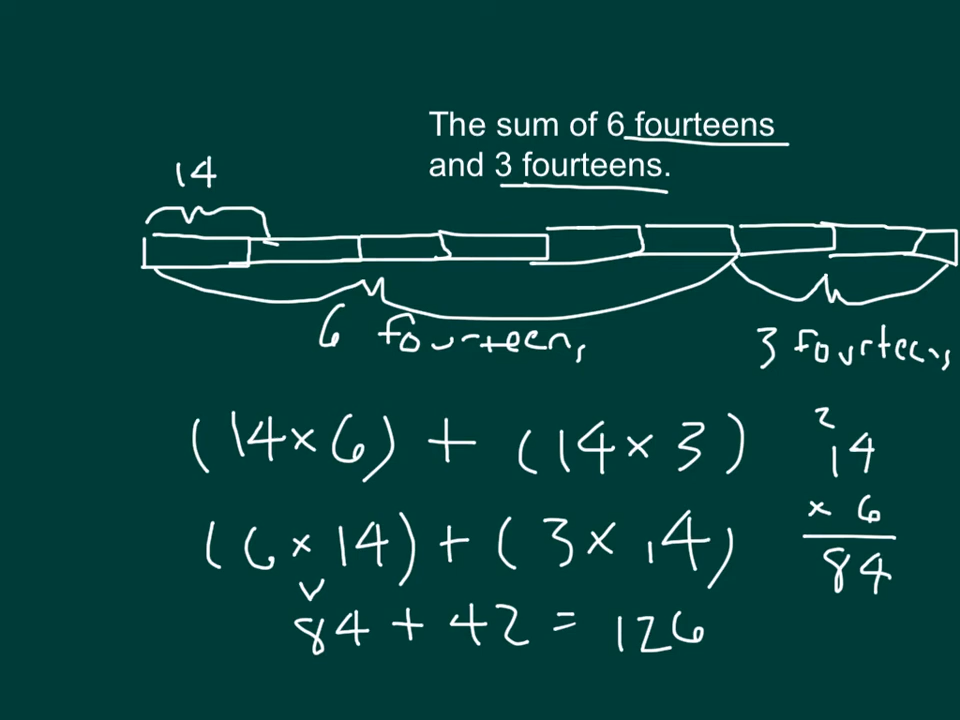 The sum of 6 fourteens
and 3 fourteens.
14
6 fourteens
3 fourteens
(14 × 6) + (14 × 3)
(6 × 14) + (3 × 14)
84 + 42 = 126
2
14
× 6
84